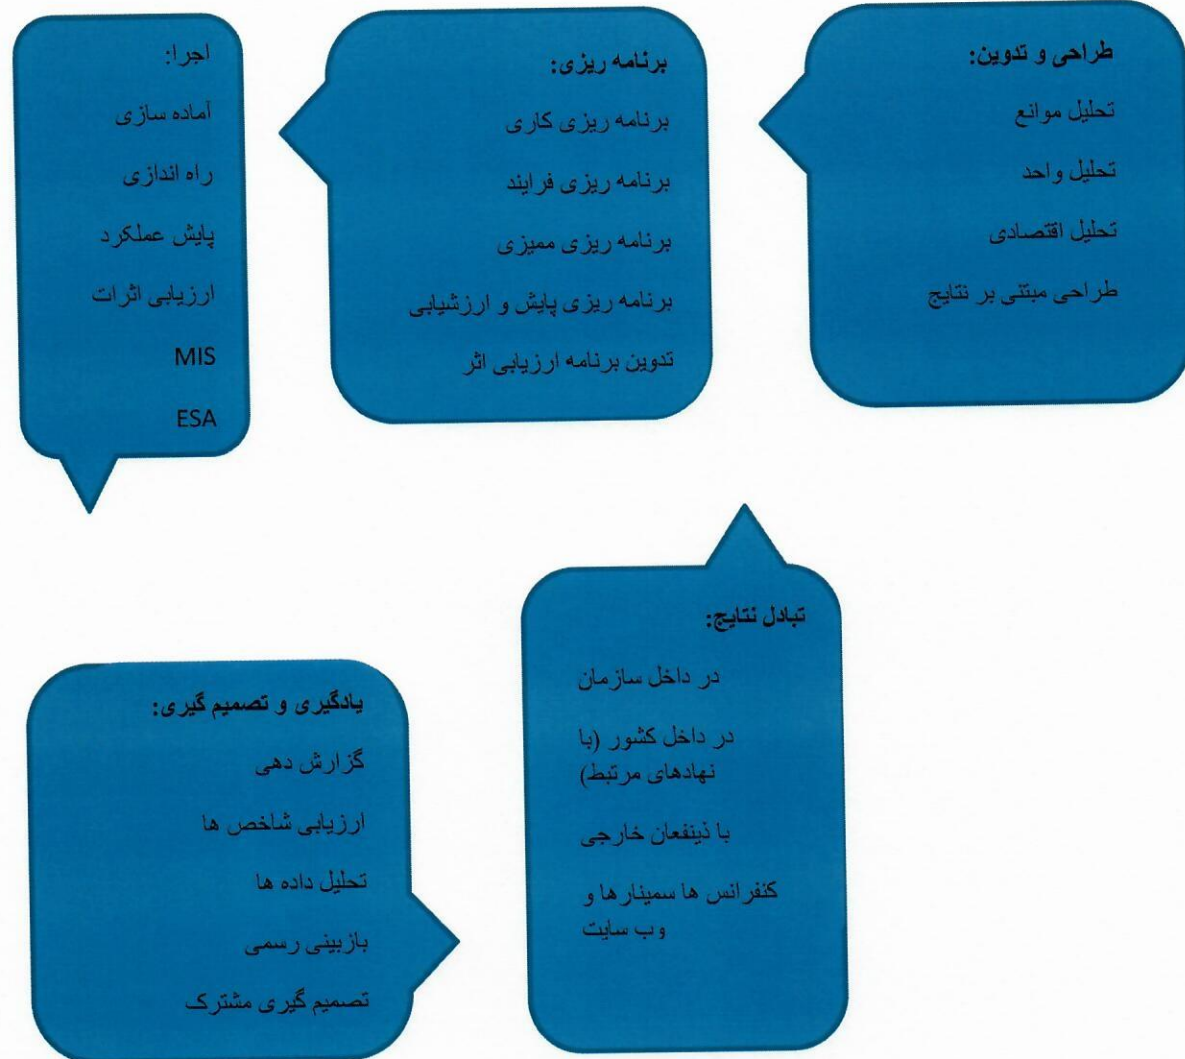 طراحی و تدوین:
تحلیل موانع
تحلیل واحد
تحلیل اقتصادی
طراحی مبتنی بر نتایج
برنامه ریزی:
برنامه ریزی کاری
برنامه ریزی فرایند
برنامه ریزی ممیزی
برنامه ریزی پایش و ارزشیابی
تدوین برنامه ارزیابی اثر
اجرا:
آماده سازی
راه اندازی
پایش عملکرد
ارزیابی اثرات
MIS
ESA
یادگیری و تصمیم گیری:
گزارش دهی
ارزیابی شاخص ها
تحلیل داده ها
بازبینی رسمی
تصمیم گیری مشترک
تبادل نتایج:
در داخل سازمان
در داخل کشور (با
نهادهای مرتبط)
با ذینفعان خارجی
کنفرانس ها سمینارها و
وب سایت